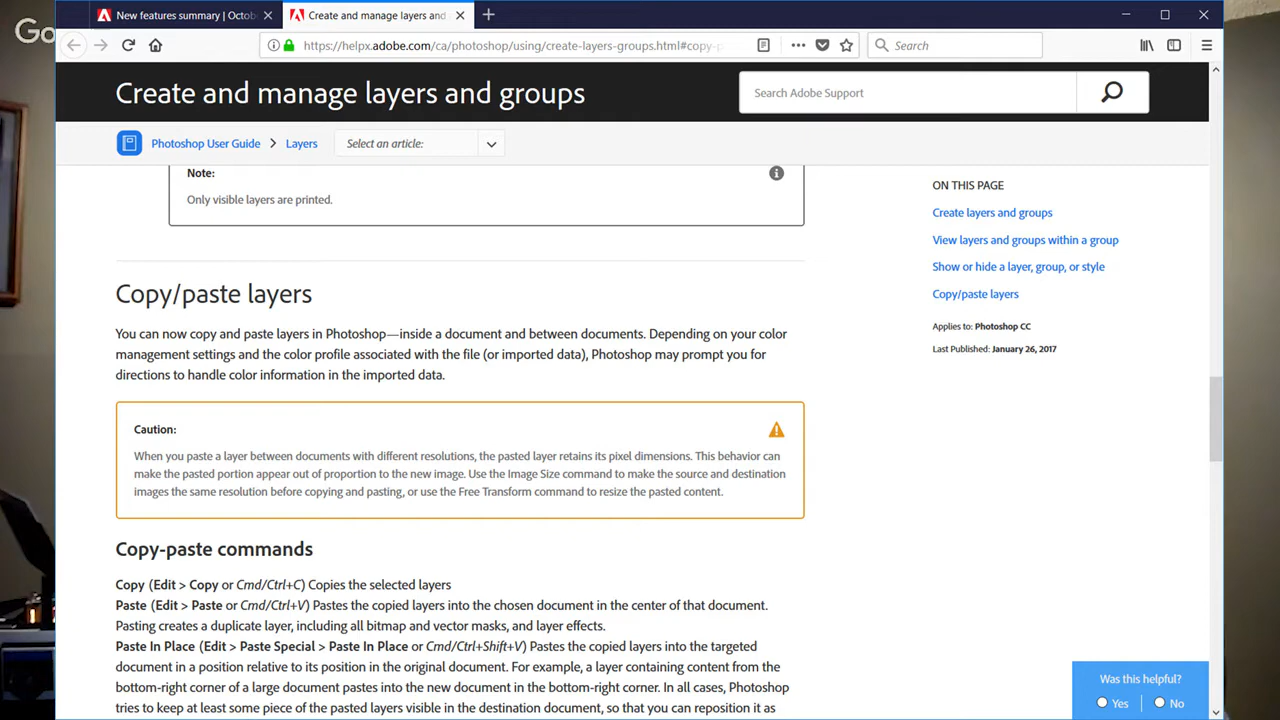 Go
New features summary | Octob
Create and manage layers and
https://helpx.adobe.com/ca/photoshop/using/create-layers-groups.html#copy-p
Search
Create and manage layers and groups
Search Adobe Support
Photoshop User Guide > Layers
Select an article:
Note:
Only visible layers are printed.
ON THIS PAGE
Create layers and groups
View layers and groups within a group
Show or hide a layer, group, or style
Copy/paste layers
Applies to: Photoshop CC
Last Published: January 26, 2017
Copy/paste layers
You can now copy and paste layers in Photoshop—inside a document and between documents. Depending on your color
management settings and the color profile associated with the file (or imported data), Photoshop may prompt you for
directions to handle color information in the imported data.
Caution:
When you paste a layer between documents with different resolutions, the pasted layer retains its pixel dimensions. This behavior can
make the pasted portion appear out of proportion to the new image. Use the Image Size command to make the source and destination
images the same resolution before copying and pasting, or use the Free Transform command to resize the pasted content.
Copy-paste commands
Copy (Edit > Copy or Cmd/Ctrl+C) Copies the selected layers
Paste (Edit > Paste or Cmd/Ctrl+V) Pastes the copied layers into the chosen document in the center of that document.
Pasting creates a duplicate layer, including all bitmap and vector masks, and layer effects.
Paste In Place (Edit > Paste Special > Paste In Place or Cmd/Ctrl+Shift+V) Pastes the copied layers into the targeted
document in a position relative to its position in the original document. For example, a layer containing content from the
bottom-right corner of a large document pastes into the new document in the bottom-right corner. In all cases, Photoshop
tries to keep at least some piece of the pasted layers visible in the destination document, so that you can reposition it as
Was this helpful?
Yes
No